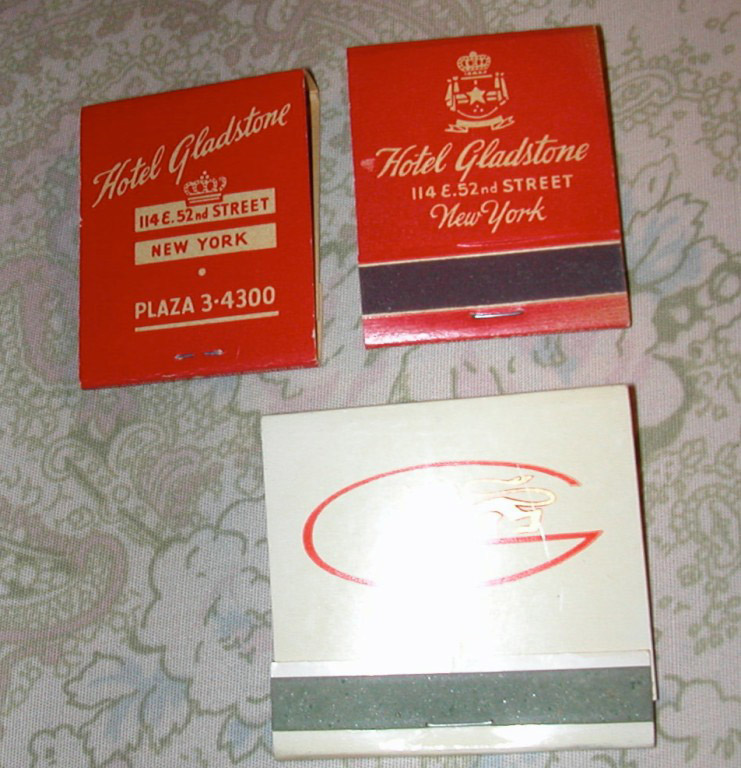 Hotel Gladstone
114 E. 52nd STREET
NEW YORK
PLAZA 3-4300
Hotel Gladstone
114 E. 52nd STREET
New York
G